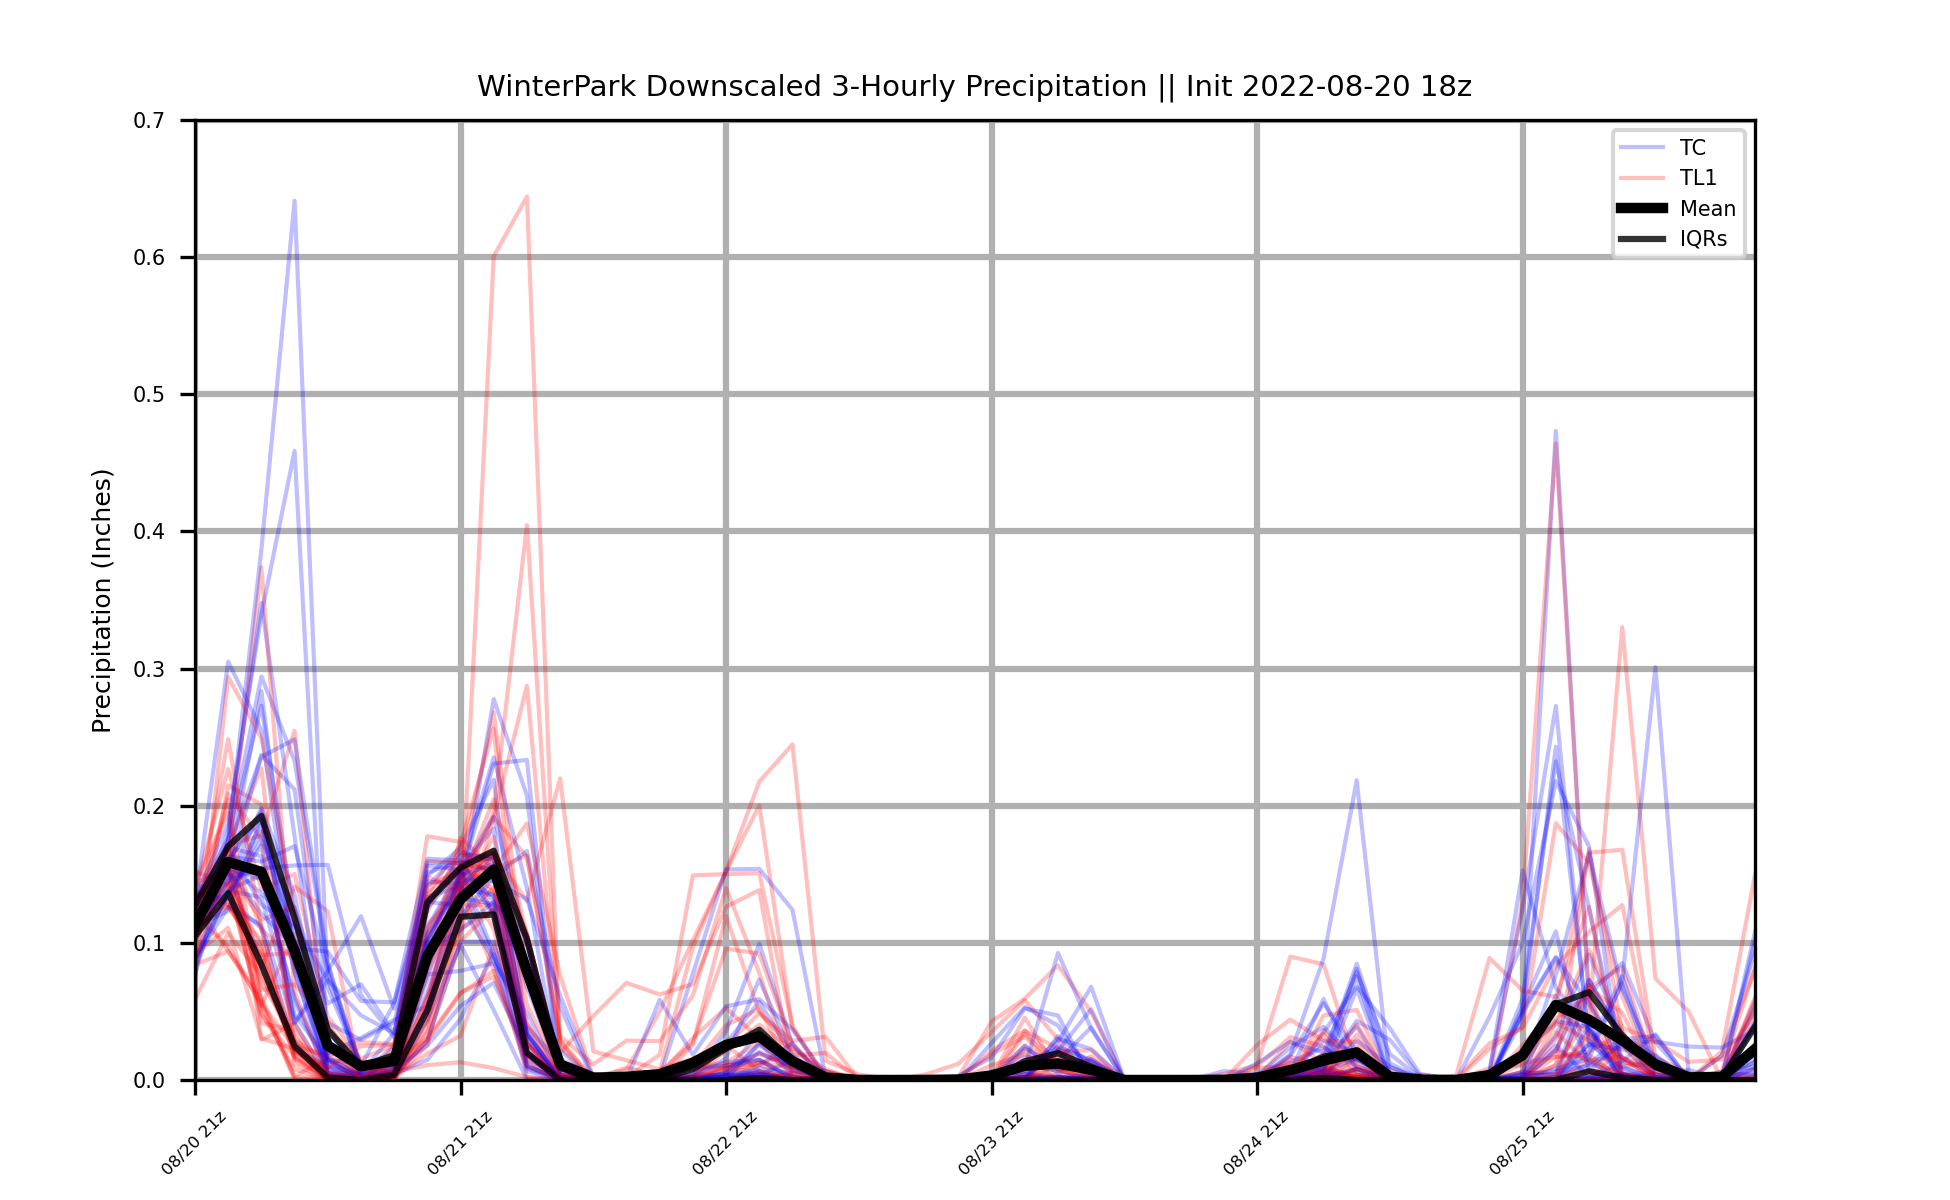 WinterPark Downscaled 3-Hourly Precipitation || Init 2022-08-20 18z
Precipitation (Inches)
0.7
0.6
0.5
0.4
0.3
0.2
0.1
0.0
TC
TL1
Mean
IQRs
08/20 21z
08/21 21z
08/22 21z
08/23 21z
08/24 21z
08/25 21z